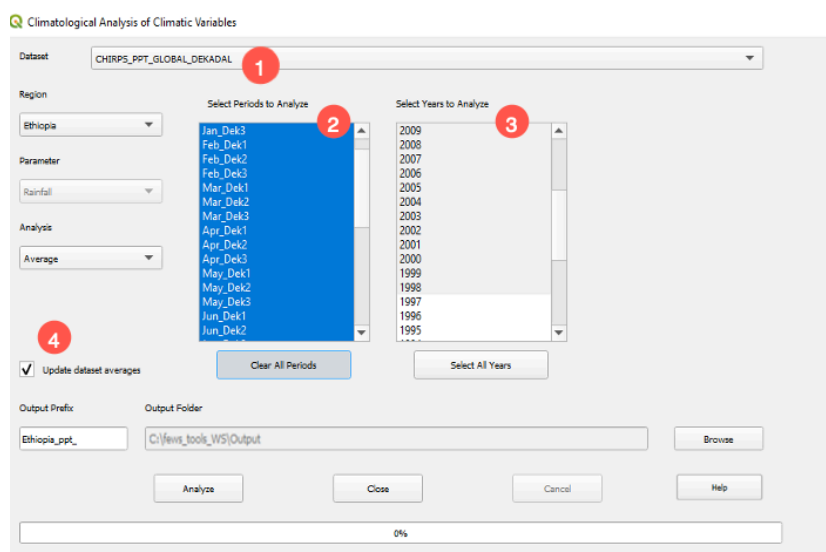 Climatological Analysis of Climatic Variables
Dataset
CHIRPS_PPT_GLOBAL_DEKADAL
1
Region
Ethiopia
Parameter
Rainfall
Analysis
Average
Select Periods to Analyze
2
Jan_Dek3
Feb_Dek1
Feb_Dek2
Feb_Dek3
Mar_Dek1
Mar_Dek2
Mar_Dek3
Apr_Dek1
Apr_Dek2
Apr_Dek3
May_Dek1
May_Dek2
May_Dek3
Jun_Dek1
Jun_Dek2
Clear All Periods
Select Years to Analyze
3
2009
2008
2007
2006
2005
2004
2003
2002
2001
2000
1999
1998
1997
1996
1995
Select All Years
4
Update dataset averages
Output Prefix
Ethiopia_ppt_
Output Folder
C:\fews_tools_WS\Output
Browse
Analyze
Close
Cancel
Help
0%